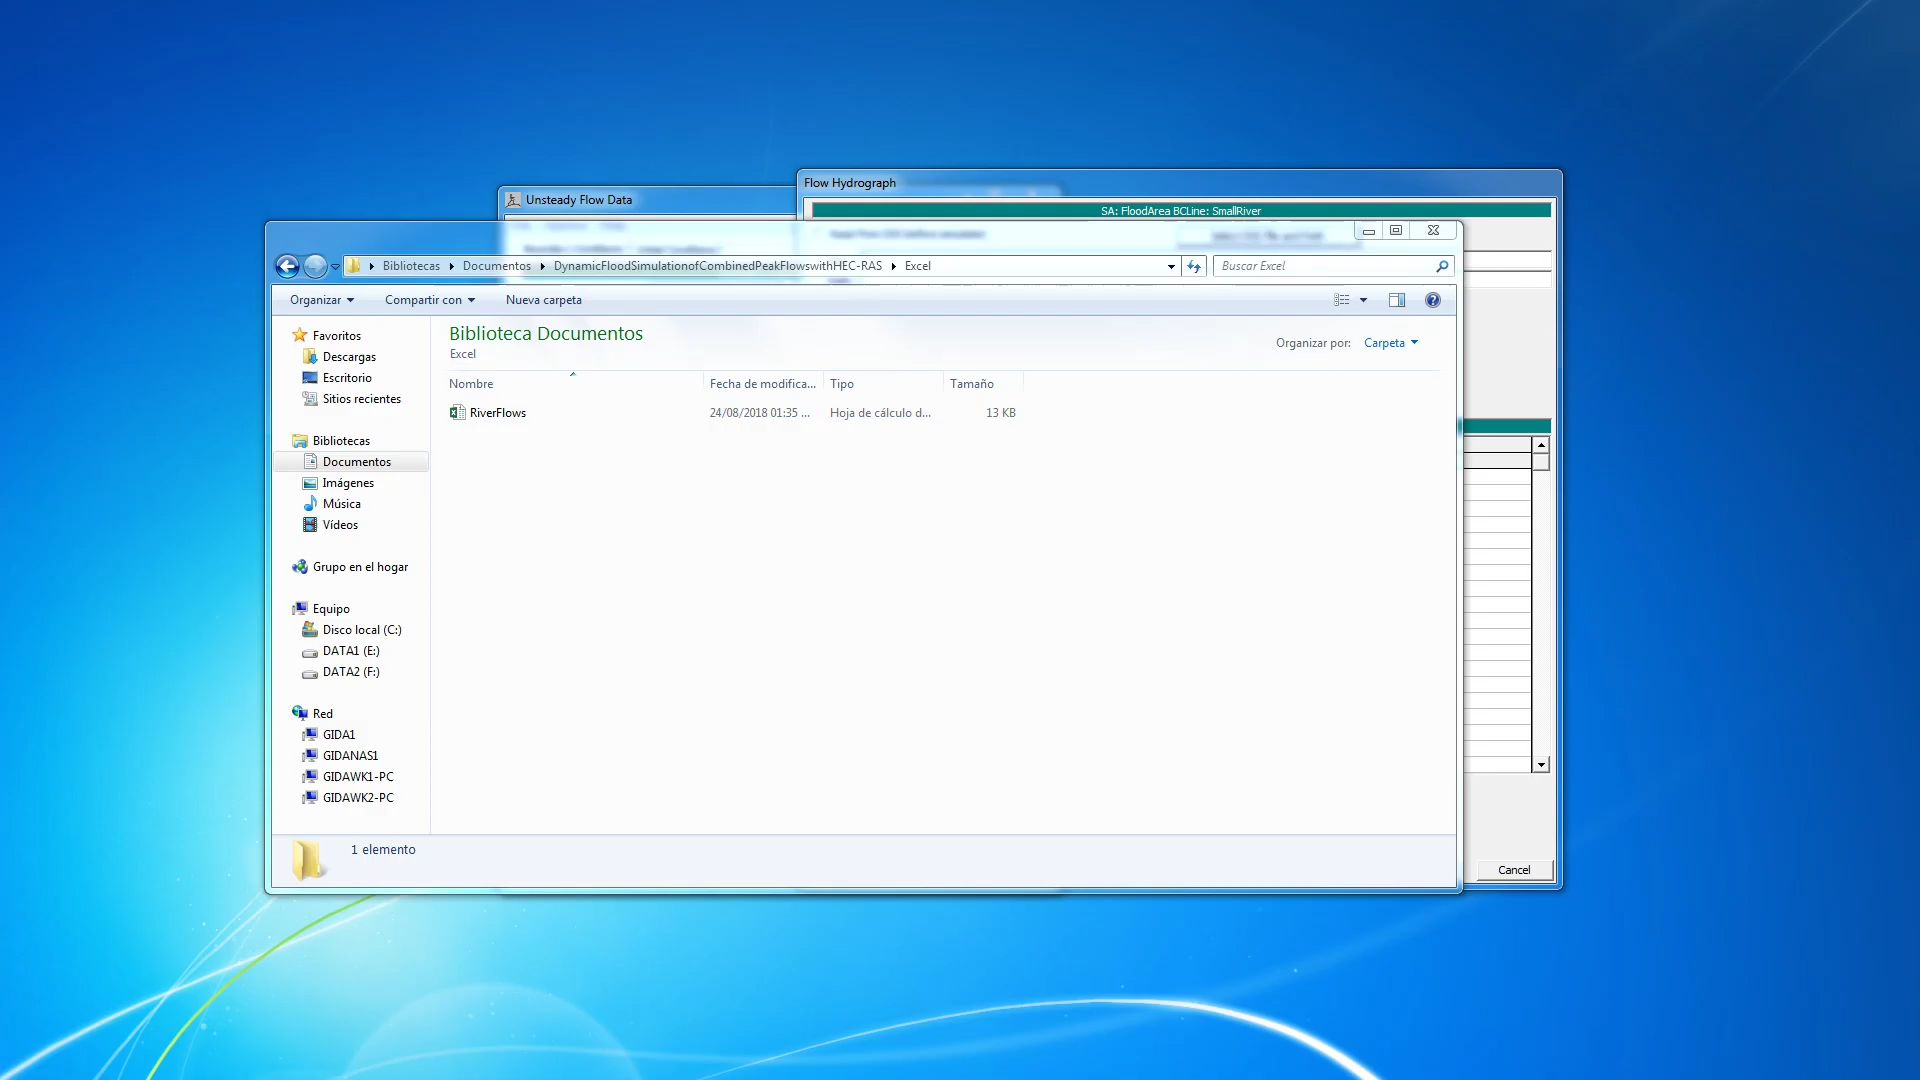 Flow Hydrograph
Unsteady Flow Data
SA: FloodArea BCLine: SmallRiver
Bibliotecas Documentos DynamicFloodSimulationofCombinedPeakFlowswithHEC-RAS Excel
Buscar Excel
Organizar Compartir con Nueva carpeta
Favoritos
Descargas
Escritorio
Sitios recientes
Bibliotecas
Documentos
Imágenes
Música
Vídeos
Grupo en el hogar
Equipo
Disco local (C:)
DATA1 (E:)
DATA2 (F:)
Red
GIDA1
GIDANAS1
GIDAWK1-PC
GIDAWK2-PC
Biblioteca Documentos
Excel
Organizar por: Carpeta
Nombre Fecha de modifica... Tipo Tamaño
RiverFlows 24/08/2018 01:35 ... Hoja de cálculo d... 13 KB
1 elemento
Cancel